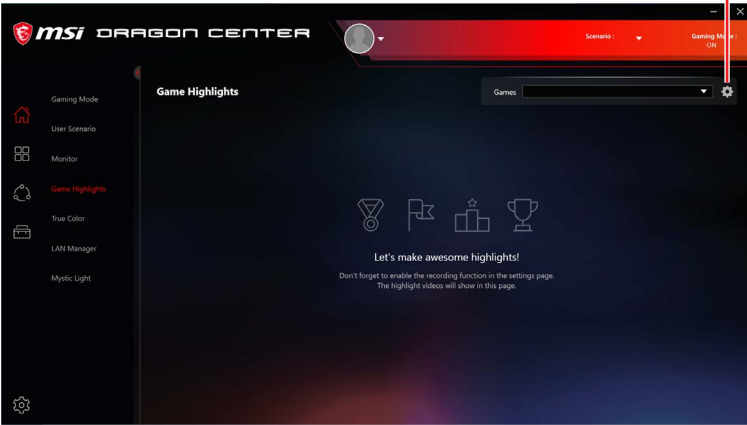 msi DRAGON CENTER
Scenario :
Gaming Mode :
ON
Gaming Mode
User Scenario
Monitor
Game Highlights
True Color
LAN Manager
Mystic Light
Game Highlights
Games
Let's make awesome highlights!
Don't forget to enable the recording function in the settings page.
The highlight videos will show in this page.